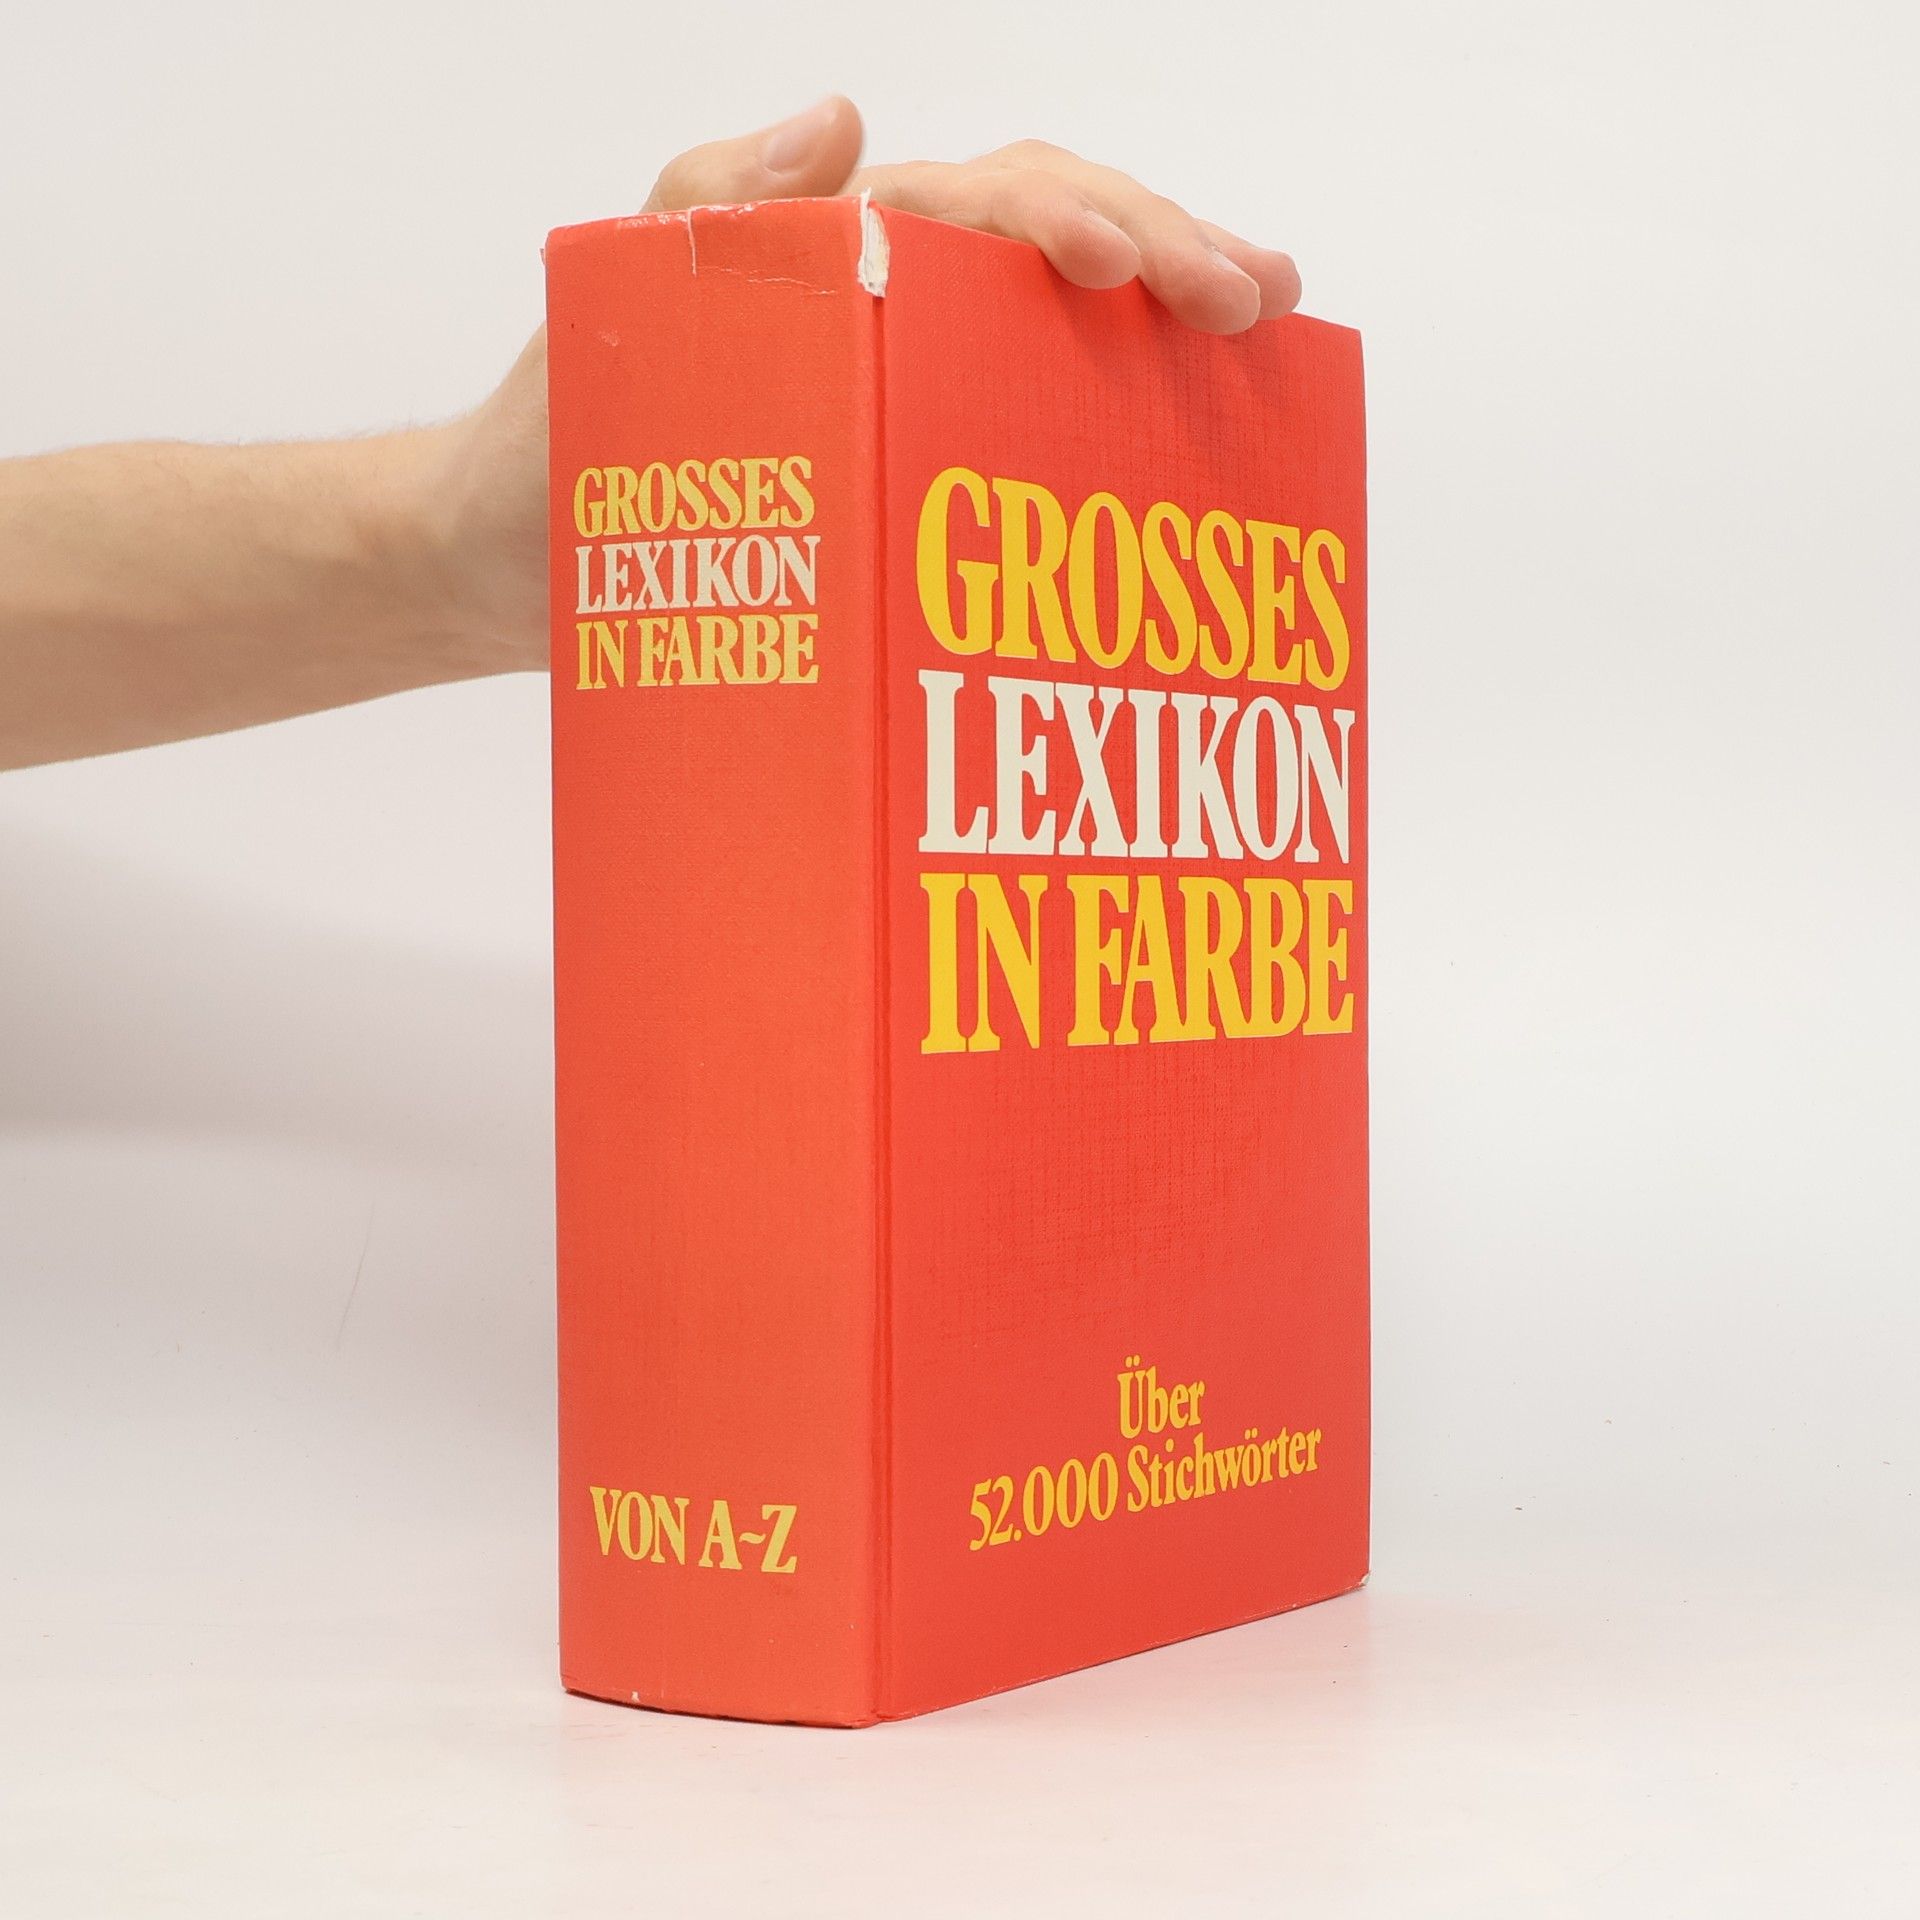 GROSSES
LEXIKON
IN FARBE
VON A~Z
GROSSES
LEXIKON
IN FARBE
Über
52.000 Stichwörter